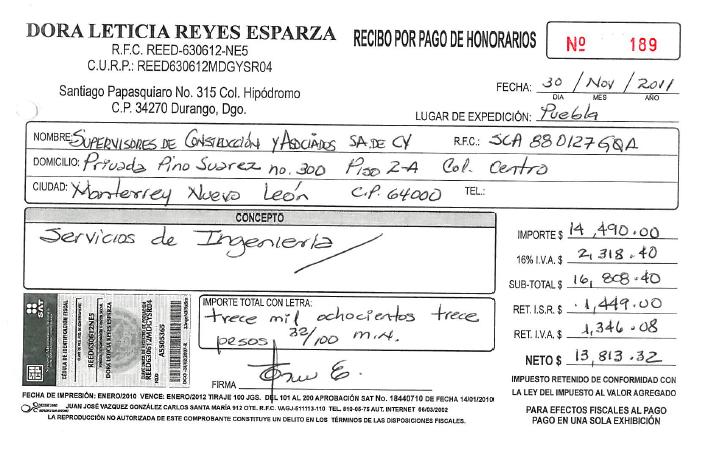 DORA LETICIA REYES ESPARZA
R.F.C. REED-630612-NE5
C.U.R.P.: REED630612MDGYSR04
Santiago Papasquiaro No. 315 Col. Hipódromo
C.P. 34270 Durango, Dgo.
RECIBO POR PAGO DE HONORARIOS
Nº 189
FECHA: 30 / Nov / 2011
DIA MES AÑO
LUGAR DE EXPEDICIÓN: Puebla
NOMBRE: SUPERVISORES DE CONSTRUCCIÓN Y ASOCIADOS SA. DE CV R.F.C.: SCA 880127GQA
DOMICILIO: Privada Pino Suarez no. 300 Piso 2-A Col. Centro
CIUDAD: Monterrey Nuevo León C.P. 64000 TEL.:
CONCEPTO
Servicios de Ingeniería
IMPORTE $ 14,490.00
16% I.V.A. $ 2,318.40
SUB-TOTAL $ 16,808.40
RET. I.S.R. $ 1,449.00
RET. I.V.A. $ 1,346.08
NETO $ 13,813.32
IMPORTE TOTAL CON LETRA:
trece mil ochocientos trece
pesos 32/100 m.n.
FIRMA
SAT
CÉDULA DE IDENTIFICACIÓN FISCAL
REED630612NE5
DORA LETICIA REYES ESPARZA
REED630612MDGYSR04
IMPUESTO RETENIDO DE CONFORMIDAD CON
LA LEY DEL IMPUESTO AL VALOR AGREGADO
PARA EFECTOS FISCALES AL PAGO
PAGO EN UNA SOLA EXHIBICIÓN
FECHA DE IMPRESIÓN: ENERO/2010 VENCE: ENERO/2012 TIRAJE 100 JGS. DEL 101 AL 200 APROBACIÓN SAT No. 18440710 DE FECHA 14/01/2010
JUAN JOSÉ VAZQUEZ GONZÁLEZ CARLOS SANTA MARÍA 912 OTE. R.F.C. VAGJ-511113-110 TEL. 810-05-75 AUT. INTERNET 06/03/2002
LA REPRODUCCIÓN NO AUTORIZADA DE ESTE COMPROBANTE CONSTITUYE UN DELITO EN LOS TÉRMINOS DE LAS DISPOSICIONES FISCALES.